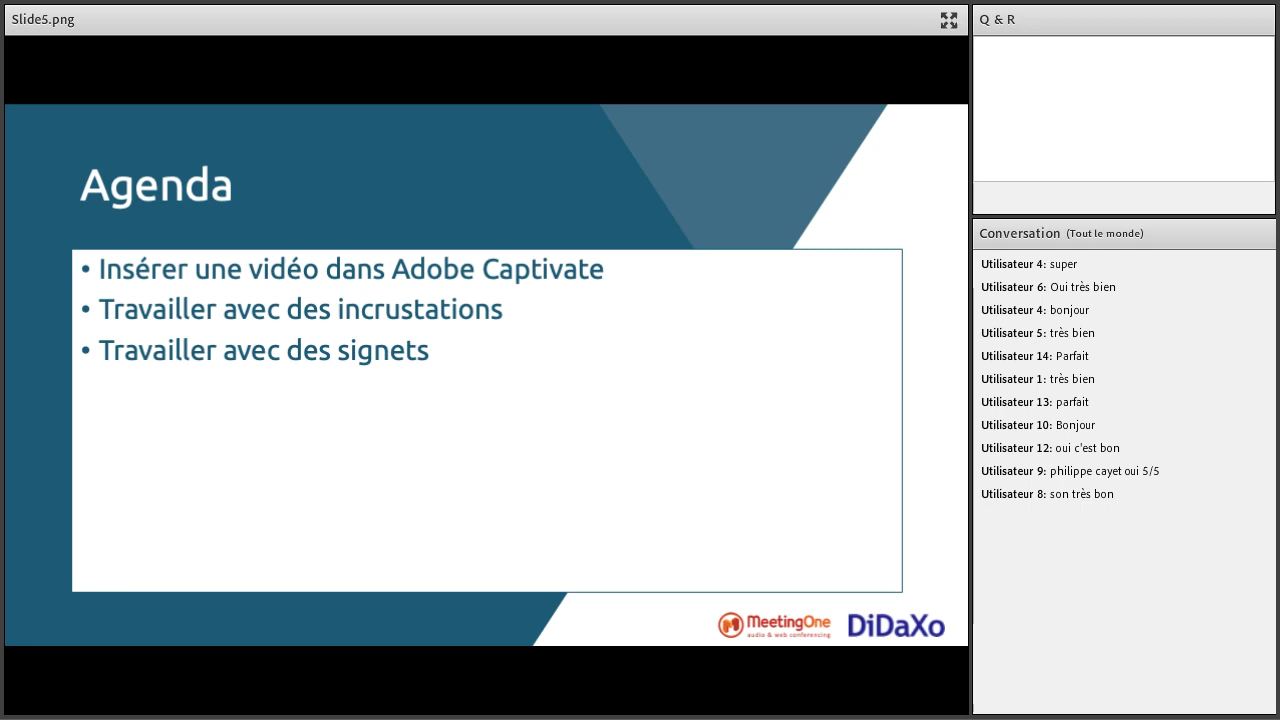 Slide5.png
Agenda
• Insérer une vidéo dans Adobe Captivate
• Travailler avec des incrustations
• Travailler avec des signets
MeetingOne
audio & web conferencing
DiDaXo
Q & R
Conversation (Tout le monde)
Utilisateur 4: super
Utilisateur 6: Oui très bien
Utilisateur 4: bonjour
Utilisateur 5: très bien
Utilisateur 14: Parfait
Utilisateur 1: très bien
Utilisateur 13: parfait
Utilisateur 10: Bonjour
Utilisateur 12: oui c'est bon
Utilisateur 9: philippe cayet oui 5/5
Utilisateur 8: son très bon